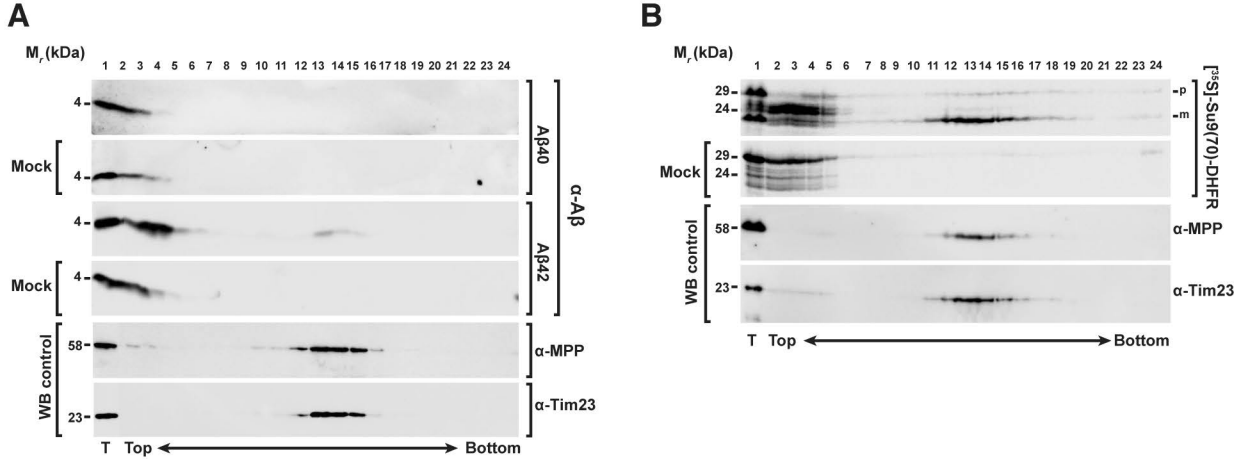 A
M𝑟 (kDa)
1 2 3 4 5 6 7 8 9 10 11 12 13 14 15 16 17 18 19 20 21 22 23 24
4
Mock
4
Aβ40
4
Mock
4
Aβ42
α-Aβ
WB control
58
α-MPP
23
α-Tim23
T Top Bottom
B
M𝑟 (kDa)
1 2 3 4 5 6 7 8 9 10 11 12 13 14 15 16 17 18 19 20 21 22 23 24
29
24
p
m
Mock
29
24
[³⁵S]-Su9(70)-DHFR
WB control
58
α-MPP
23
α-Tim23
T Top Bottom